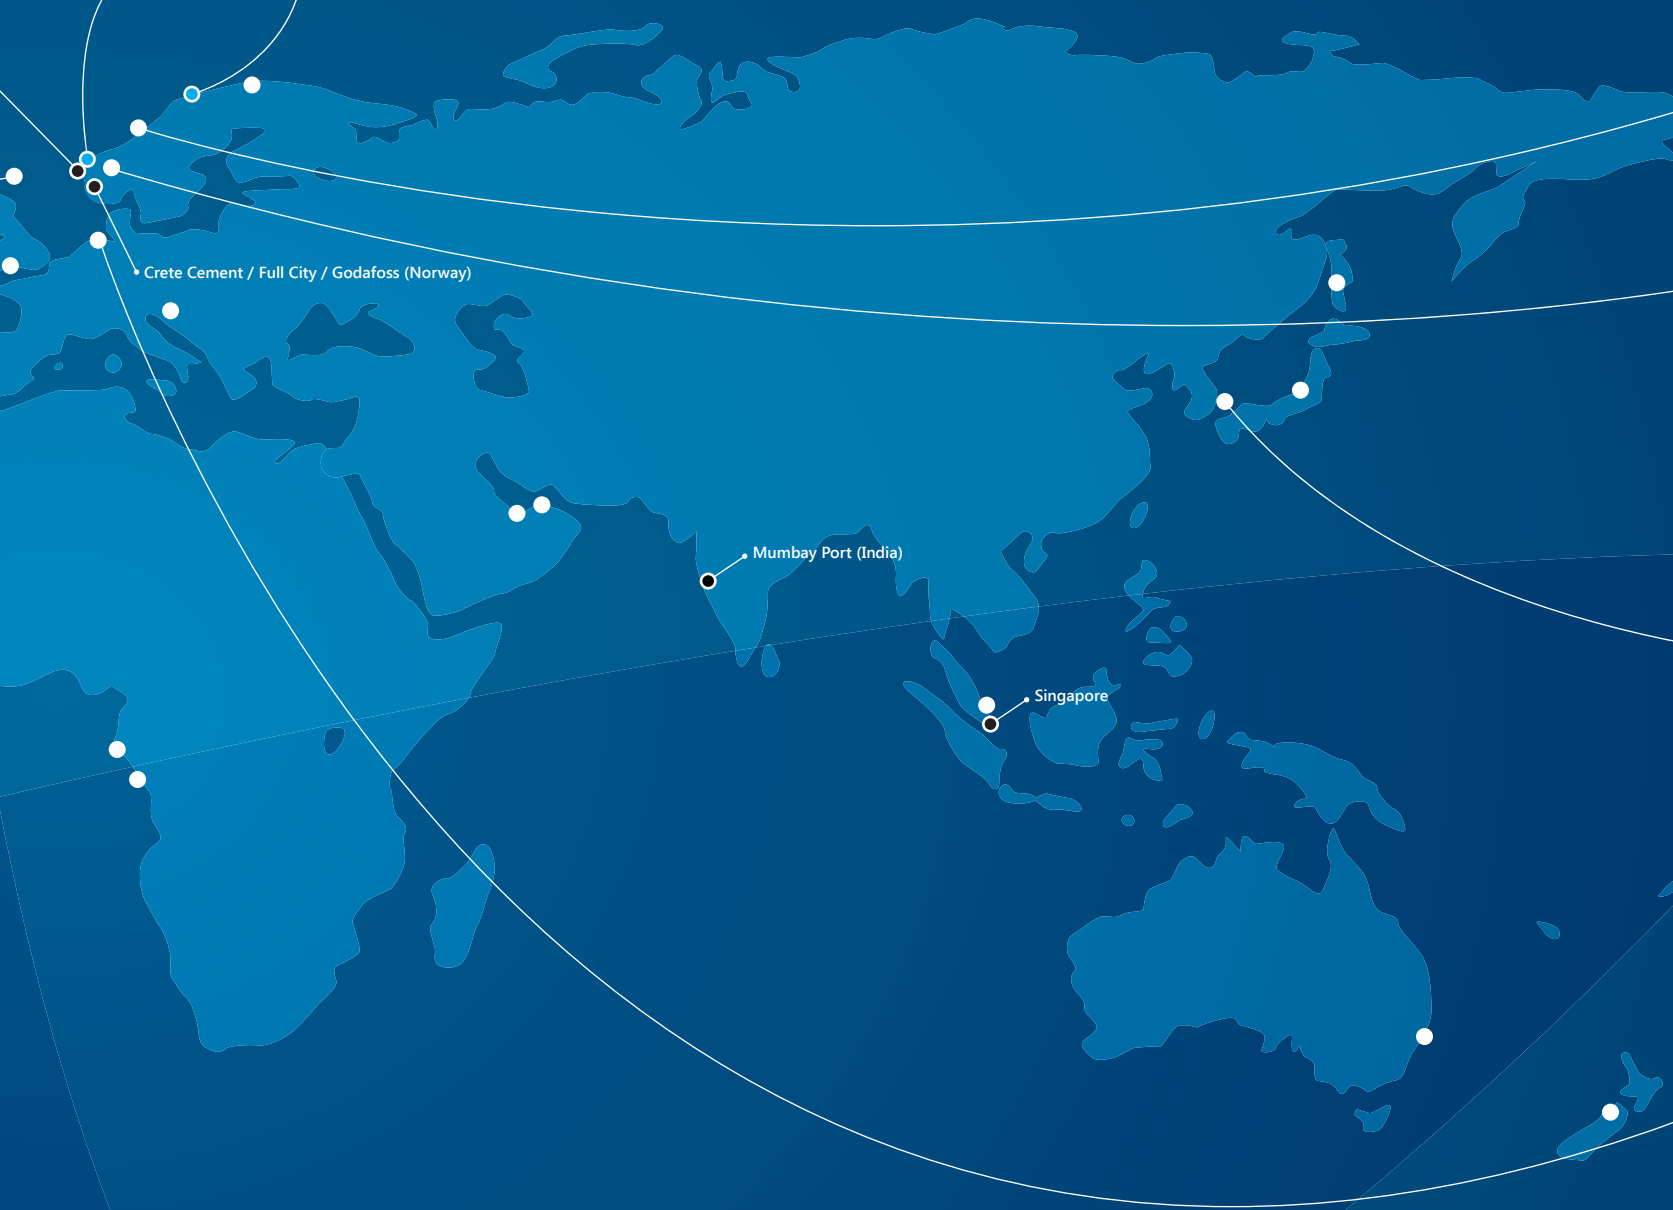 Crete Cement / Full City / Godafoss (Norway)
Mumbay Port (India)
Singapore